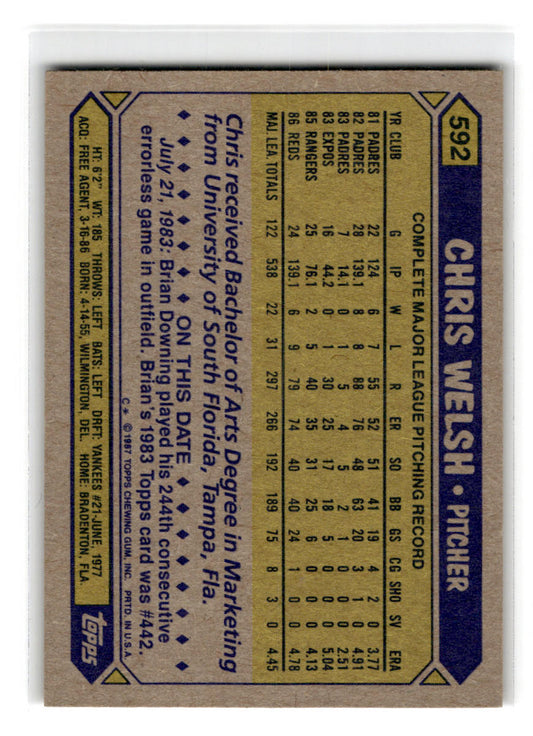 592
CHRIS WELSH • PITCHER
COMPLETE MAJOR LEAGUE PITCHING RECORD
YR CLUB G IP W L R ER SO BB GS CG SHO SV ERA
81 PADRES 22 124 6 7 55 52 51 41 19 4 2 0 3.77
82 PADRES 28 139.1 8 8 88 76 48 63 20 3 1 0 4.91
83 PADRES 7 14.1 0 1 5 4 5 2 1 0 0 0 2.51
83 EXPOS 16 44.2 0 1 30 25 17 18 5 0 0 0 5.04
85 RANGERS 25 76.1 2 5 40 35 31 25 6 0 0 0 4.13
86 REDS 24 139.1 6 9 79 74 40 40 24 1 0 0 4.78
MAJ.LEA. TOTALS 122 538 22 31 297 266 192 189 75 8 3 0 4.45
Chris received Bachelor of Arts Degree in Marketing
from University of South Florida, Tampa, Fla.
♦ ♦ ♦ ♦ ♦ ♦ ON THIS DATE ♦ ♦ ♦ ♦ ♦ ♦
July 21, 1983: Brian Downing played his 244th consecutive
errorless game in outfield. Brian's 1983 Topps card was #442.
C* ©1987 TOPPS CHEWING GUM, INC. PRTD. IN U.S.A.
HT: 6'2" WT: 185 THROWS: LEFT BATS: LEFT DRFT: YANKEES #21-JUNE, 1977
ACQ: FREE AGENT, 3-16-86 BORN: 4-14-55, WILMINGTON, DEL. HOME: BRADENTON, FLA.
topps